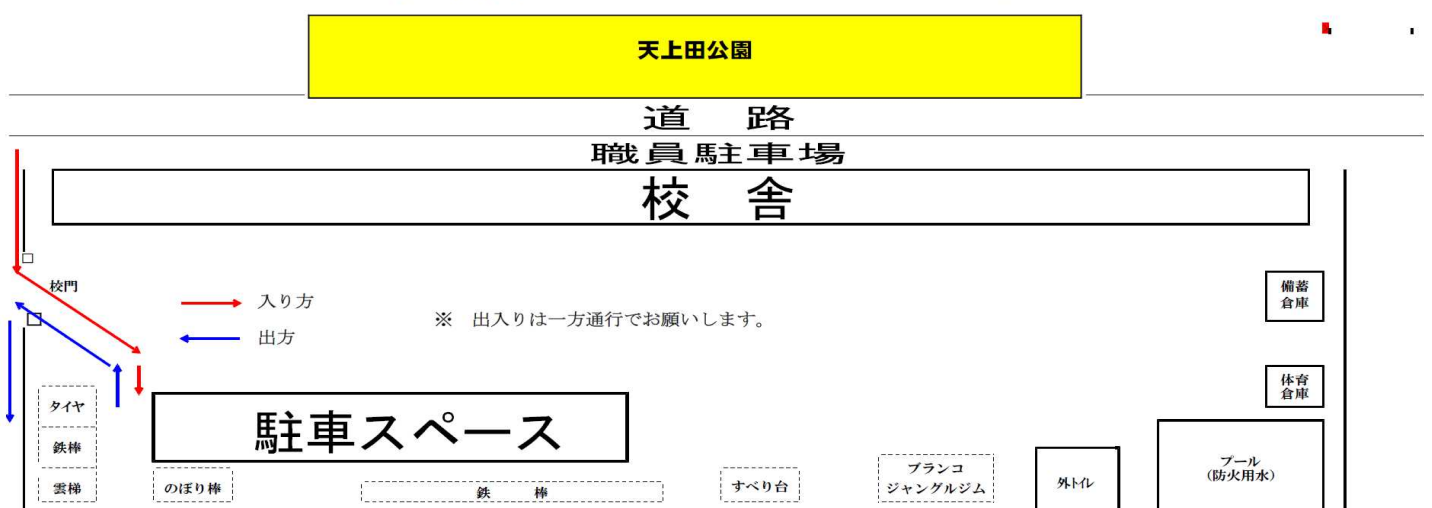 天上田公園
道　路
職員駐車場
校　舎
校門
入り方
出方
※　出入りは一方通行でお願いします。
備蓄
倉庫
体育
倉庫
タイヤ
鉄棒
雲梯
駐車スペース
のぼり棒
鉄　棒
すべり台
ブランコ
ジャングルジム
外トイレ
プール
(防火用水)